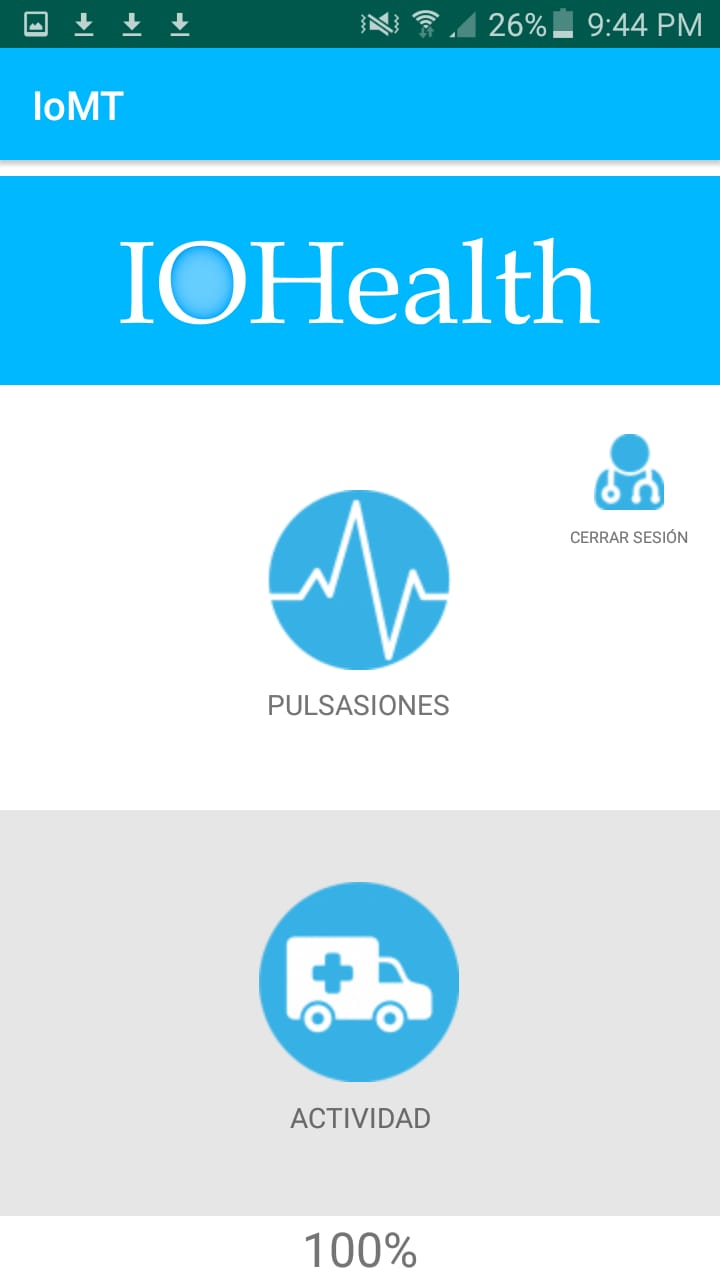 26% 9:44 PM
IoMT
IOHealth
CERRAR SESIÓN
PULSASIONES
ACTIVIDAD
100%